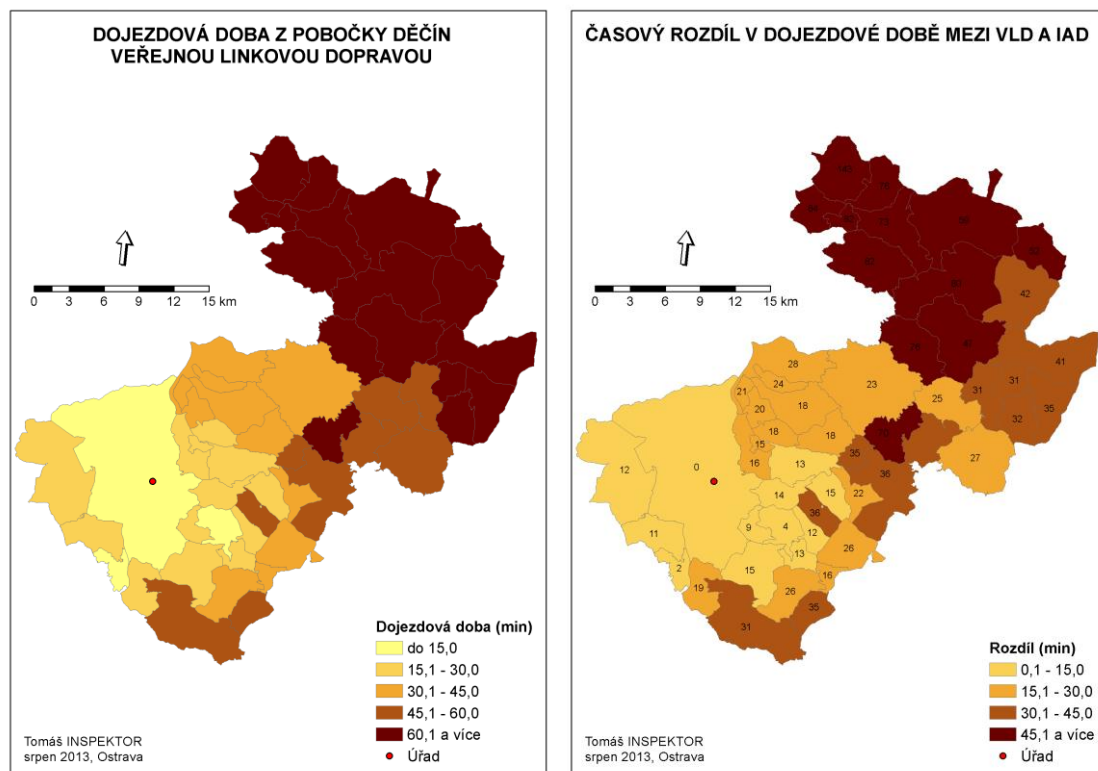 DOJEZDOVÁ DOBA Z POBOČKY DĚČÍN
VEŘEJNOU LINKOVOU DOPRAVOU
0 3 6 9 12 15 km
Dojezdová doba (min)
do 15,0
15,1 - 30,0
30,1 - 45,0
45,1 - 60,0
60,1 a více
Úřad
Tomáš INSPEKTOR
srpen 2013, Ostrava
ČASOVÝ ROZDÍL V DOJEZDOVÉ DOBĚ MEZI VLD A IAD
0 3 6 9 12 15 km
42
41
28
31
31
24
23
21
25
18
20
32
35
18
18
15
35
27
16
13
36
12
0
15
22
14
36
9
4
12
11
26
13
2
15
16
19
26
35
31
Rozdíl (min)
0,1 - 15,0
15,1 - 30,0
30,1 - 45,0
45,1 a více
Úřad
Tomáš INSPEKTOR
srpen 2013, Ostrava